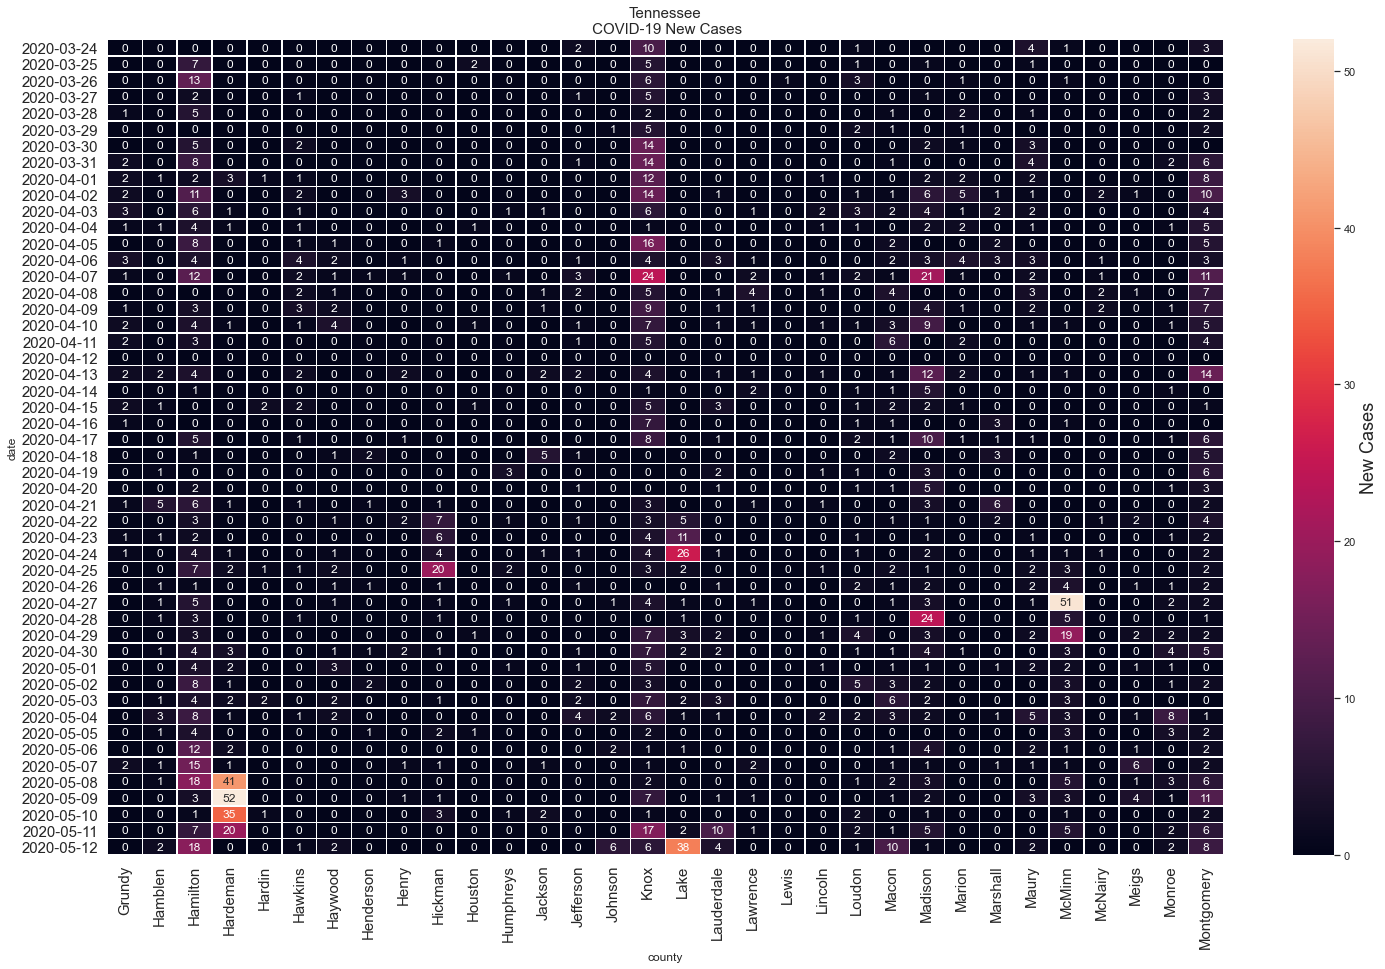 Tennessee
COVID-19 New Cases
2020-03-24 0 0 0 0 0 0 0 0 0 0 0 0 0 2 0 10 0 0 0 0 0 1 0 0 0 0 4 1 0 0 0 3
2020-03-25 0 0 7 0 0 0 0 0 0 0 2 0 0 0 0 5 0 0 0 0 0 1 0 1 0 0 1 0 0 0 0 0
2020-03-26 0 0 13 0 0 0 0 0 0 0 0 0 0 0 0 6 0 0 0 1 0 3 0 0 1 0 0 1 0 0 0 0
2020-03-27 0 0 2 0 0 1 0 0 0 0 0 0 0 1 0 5 0 0 0 0 0 0 0 1 0 0 0 0 0 0 0 3
2020-03-28 1 0 5 0 0 0 0 0 0 0 0 0 0 0 0 2 0 0 0 0 0 0 1 0 2 0 1 0 0 0 0 2
2020-03-29 0 0 0 0 0 0 0 0 0 0 0 0 0 0 1 5 0 0 0 0 0 2 1 0 1 0 0 0 0 0 0 2
2020-03-30 0 0 5 0 0 2 0 0 0 0 0 0 0 0 0 14 0 0 0 0 0 0 0 2 1 0 3 0 0 0 0 0
2020-03-31 2 0 8 0 0 0 0 0 0 0 0 0 0 1 0 14 0 0 0 0 0 0 1 0 0 0 4 0 0 0 2 6
2020-04-01 2 1 2 3 1 1 0 0 0 0 0 0 0 0 0 12 0 0 0 0 1 0 0 2 2 0 2 0 0 0 0 8
2020-04-02 2 0 11 0 0 2 0 0 3 0 0 0 0 0 0 14 0 1 0 0 0 1 1 6 5 1 1 0 2 1 0 10
2020-04-03 3 0 6 1 0 1 0 0 0 0 0 1 1 0 0 6 0 0 1 0 2 3 2 4 1 2 2 0 0 0 0 4
2020-04-04 1 1 4 1 0 1 0 0 0 0 1 0 0 0 0 1 0 0 0 0 1 1 0 2 2 0 1 0 0 0 1 5
2020-04-05 0 0 8 0 0 1 1 0 0 1 0 0 0 0 0 16 0 0 0 0 0 0 2 0 0 2 0 0 0 0 0 5
2020-04-06 3 0 4 0 0 4 2 0 1 0 0 0 0 1 0 4 0 3 1 0 0 0 2 3 4 3 3 0 1 0 0 3
2020-04-07 1 0 12 0 0 2 1 1 1 0 0 1 0 3 0 24 0 0 2 0 1 2 1 21 1 0 2 0 1 0 0 11
2020-04-08 0 0 0 0 0 2 1 0 0 0 0 0 1 2 0 5 0 1 4 0 1 0 4 0 0 0 3 0 2 1 0 7
2020-04-09 1 0 3 0 0 3 2 0 0 0 0 0 1 0 0 9 0 1 1 0 0 0 0 4 1 0 2 0 2 0 1 7
2020-04-10 2 0 4 1 0 1 4 0 0 0 1 0 0 1 0 7 0 1 1 0 1 1 3 9 0 0 1 1 0 0 1 5
2020-04-11 2 0 3 0 0 0 0 0 0 0 0 0 0 1 0 5 0 0 0 0 0 0 6 0 2 0 0 0 0 0 0 4
2020-04-12 0 0 0 0 0 0 0 0 0 0 0 0 0 0 0 0 0 0 0 0 0 0 0 0 0 0 0 0 0 0 0 0
2020-04-13 2 2 4 0 0 2 0 0 2 0 0 0 2 2 0 4 0 1 1 0 1 0 1 12 2 0 1 1 0 0 0 14
2020-04-14 0 0 1 0 0 0 0 0 0 0 0 0 0 0 0 1 0 0 2 0 0 1 1 5 0 0 0 0 0 0 1 0
2020-04-15 2 1 0 0 2 2 0 0 0 0 1 0 0 0 0 5 0 3 0 0 0 1 2 2 1 0 0 0 0 0 0 1
2020-04-16 1 0 0 0 0 0 0 0 0 0 0 0 0 0 0 7 0 0 0 0 0 1 1 0 0 3 0 1 0 0 0 0
2020-04-17 0 0 5 0 0 1 0 0 1 0 0 0 0 0 0 8 0 1 0 0 0 2 1 10 1 1 1 0 0 0 1 6
2020-04-18 0 0 1 0 0 0 1 2 0 0 0 0 5 1 0 0 0 0 0 0 0 0 2 0 0 3 0 0 0 0 0 5
2020-04-19 0 1 0 0 0 0 0 0 0 0 0 3 0 0 0 0 0 2 0 0 1 1 0 3 0 0 0 0 0 0 0 6
2020-04-20 0 0 2 0 0 0 0 0 0 0 0 0 0 1 0 0 0 1 0 0 0 1 1 5 0 0 0 0 0 0 1 3
2020-04-21 1 5 6 1 0 1 0 1 0 1 0 0 0 0 0 3 0 0 1 0 1 0 0 3 0 6 0 0 0 0 0 2
2020-04-22 0 0 3 0 0 0 1 0 2 7 0 1 0 1 0 3 5 0 0 0 0 0 1 1 0 2 0 0 1 2 0 4
2020-04-23 1 1 2 0 0 0 0 0 0 6 0 0 0 0 0 4 11 0 0 0 0 1 0 1 0 0 1 0 0 0 1 2
2020-04-24 1 0 4 1 0 0 1 0 0 4 0 0 1 1 0 4 26 1 0 0 0 1 0 2 0 0 1 1 1 0 0 2
2020-04-25 0 0 7 2 1 1 2 0 0 20 0 2 0 0 0 3 2 0 0 0 1 0 2 1 0 0 2 3 0 0 0 2
2020-04-26 0 1 1 0 0 0 1 1 0 1 0 0 0 1 0 0 0 1 0 0 0 2 1 2 0 0 2 4 0 1 1 2
2020-04-27 0 1 5 0 0 0 1 0 0 1 0 1 0 0 1 4 1 0 1 0 0 0 1 3 0 0 1 51 0 0 2 2
2020-04-28 0 1 3 0 0 1 0 0 0 1 0 0 0 0 0 0 1 0 0 0 0 0 0 24 0 0 0 5 0 0 0 1
2020-04-29 0 0 3 0 0 0 0 0 0 0 1 0 0 0 0 7 3 2 0 0 1 4 0 3 0 0 2 19 0 2 2 2
2020-04-30 0 1 4 3 0 0 1 1 2 1 0 0 0 1 0 7 2 2 0 0 0 1 1 4 1 0 0 3 0 0 4 5
2020-05-01 0 0 4 2 0 0 3 0 0 0 0 1 0 1 0 5 0 0 0 0 1 0 1 1 0 1 2 2 0 1 1 0
2020-05-02 0 0 8 1 0 0 0 2 0 0 0 0 0 2 0 3 0 0 0 0 0 5 3 2 0 0 0 3 0 0 1 2
2020-05-03 0 1 4 2 2 0 2 0 0 1 0 0 0 2 0 7 2 3 0 0 0 0 6 2 0 0 0 3 0 0 0 0
2020-05-04 0 3 8 1 0 1 2 0 0 0 0 0 0 4 2 6 1 1 0 0 2 2 3 2 0 1 5 3 0 1 8 1
2020-05-05 0 1 4 0 0 0 0 1 0 2 1 0 0 0 0 2 0 0 0 0 0 0 0 0 0 0 0 3 0 0 3 2
2020-05-06 0 0 12 2 0 0 0 0 0 0 0 0 0 0 2 1 1 0 0 0 0 0 1 4 0 0 2 1 0 1 0 2
2020-05-07 2 1 15 1 0 0 0 0 1 1 0 0 1 0 0 1 0 0 2 0 0 0 1 1 0 1 1 1 0 6 0 2
2020-05-08 0 1 18 41 0 0 0 0 0 0 0 0 0 0 0 2 0 0 0 0 0 0 2 3 0 0 0 5 0 1 3 6
2020-05-09 0 0 3 52 0 0 0 0 1 1 0 0 0 0 0 7 0 1 1 0 0 0 1 2 0 0 3 3 0 4 1 11
2020-05-10 0 0 1 35 1 0 0 0 0 3 0 1 2 0 0 1 0 0 0 0 0 2 0 1 0 0 0 1 0 0 0 2
2020-05-11 0 0 7 20 0 0 0 0 0 0 0 0 0 0 0 17 2 10 1 0 0 2 1 5 0 0 0 5 0 0 2 6
2020-05-12 0 2 18 0 0 1 2 0 0 0 0 0 0 0 6 6 38 4 0 0 0 1 10 1 0 0 2 0 0 0 2 8
date
Grundy
Hamblen
Hamilton
Hardeman
Hardin
Hawkins
Haywood
Henderson
Henry
Hickman
Houston
Humphreys
Jackson
Jefferson
Johnson
Knox
Lake
Lauderdale
Lawrence
Lewis
Lincoln
Loudon
Macon
Madison
Marion
Marshall
Maury
McMinn
McNairy
Meigs
Monroe
Montgomery
county
50
40
30
20
10
0
New Cases